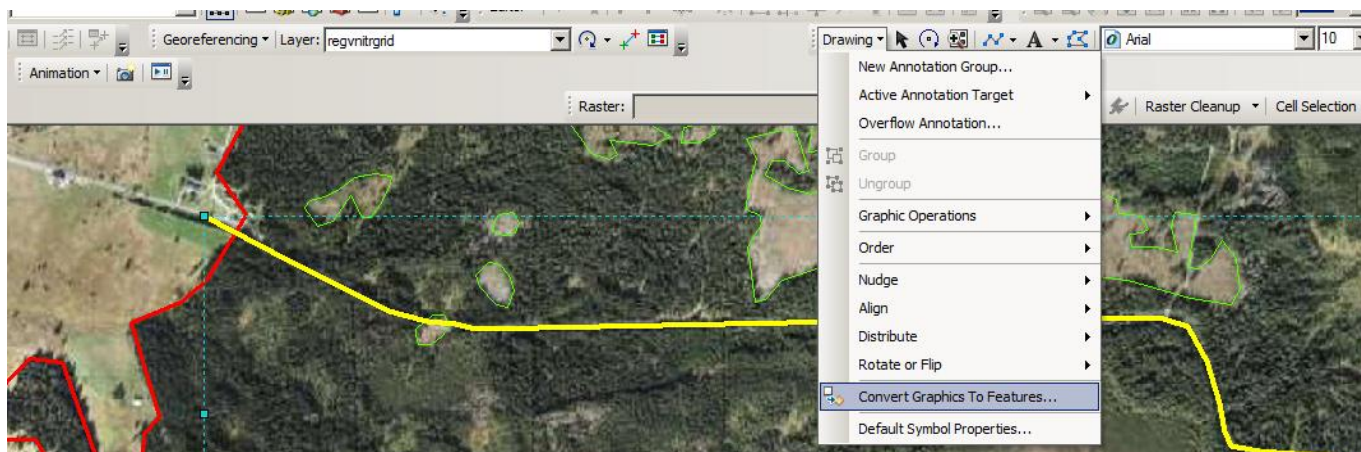 Georeferencing Layer: regvnitrgrid Drawing A Arial 10
Animation
Raster: Raster Cleanup Cell Selection
New Annotation Group...
Active Annotation Target
Overflow Annotation...
Group
Ungroup
Graphic Operations
Order
Nudge
Align
Distribute
Rotate or Flip
Convert Graphics To Features...
Default Symbol Properties...